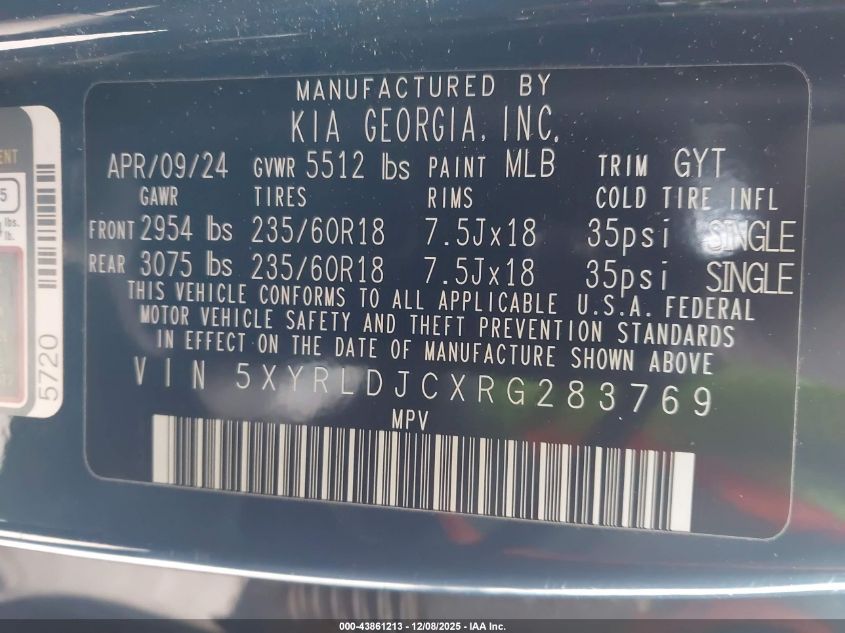 MANUFACTURED BY
KIA GEORGIA, INC.
APR/09/24 GVWR 5512 lbs PAINT MLB TRIM GYT
GAWR TIRES RIMS COLD TIRE INFL
FRONT 2954 lbs 235/60R18 7.5Jx18 35psi SINGLE
REAR 3075 lbs 235/60R18 7.5Jx18 35psi SINGLE
THIS VEHICLE CONFORMS TO ALL APPLICABLE U.S.A. FEDERAL
MOTOR VEHICLE SAFETY AND THEFT PREVENTION STANDARDS
IN EFFECT ON THE DATE OF MANUFACTURE SHOWN ABOVE
VIN 5XYRLDJCXRG283769
MPV
5
lbs.
lb.
5720
000-43861213 - 12/08/2025 - IAA Inc.